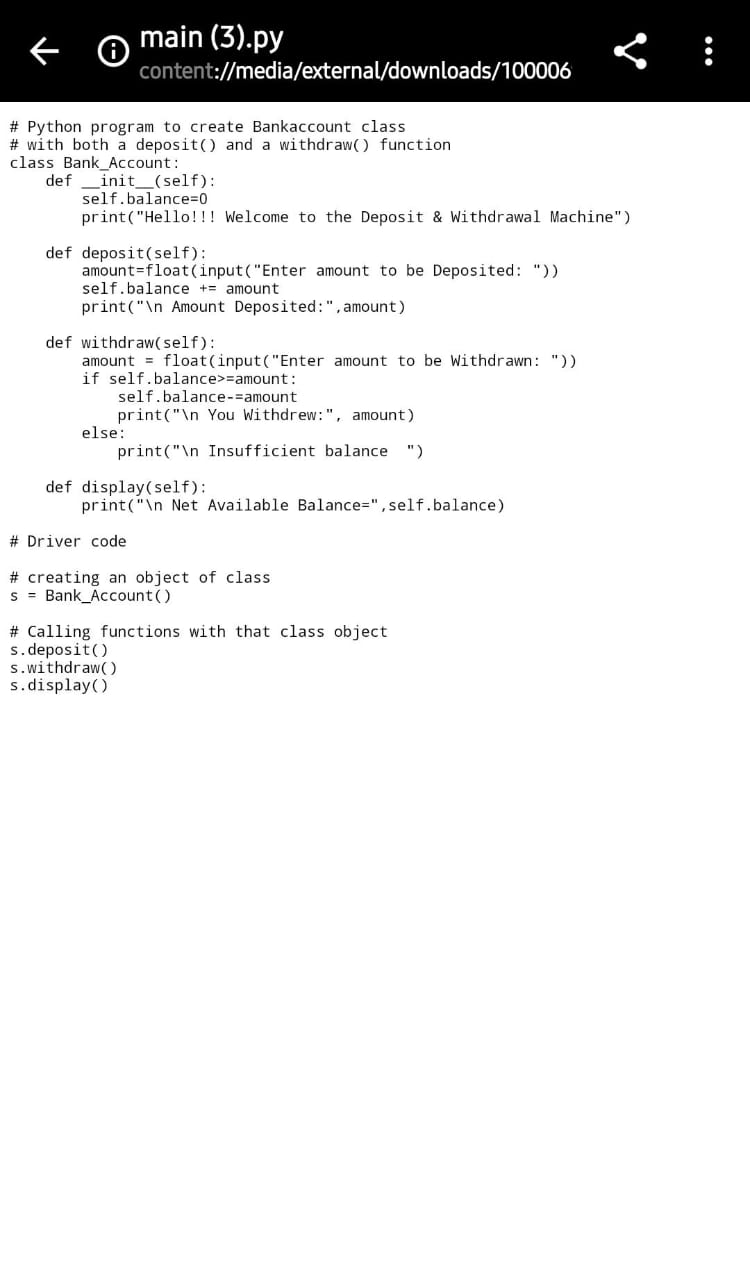 main (3).py
content://media/external/downloads/100006
# Python program to create Bankaccount class
# with both a deposit() and a withdraw() function
class Bank_Account:
    def __init__(self):
        self.balance=0
        print("Hello!!! Welcome to the Deposit & Withdrawal Machine")

    def deposit(self):
        amount=float(input("Enter amount to be Deposited: "))
        self.balance += amount
        print("\n Amount Deposited:",amount)

    def withdraw(self):
        amount = float(input("Enter amount to be Withdrawn: "))
        if self.balance>=amount:
            self.balance-=amount
            print("\n You Withdrew:", amount)
        else:
            print("\n Insufficient balance  ")

    def display(self):
        print("\n Net Available Balance=",self.balance)

# Driver code

# creating an object of class
s = Bank_Account()

# Calling functions with that class object
s.deposit()
s.withdraw()
s.display()